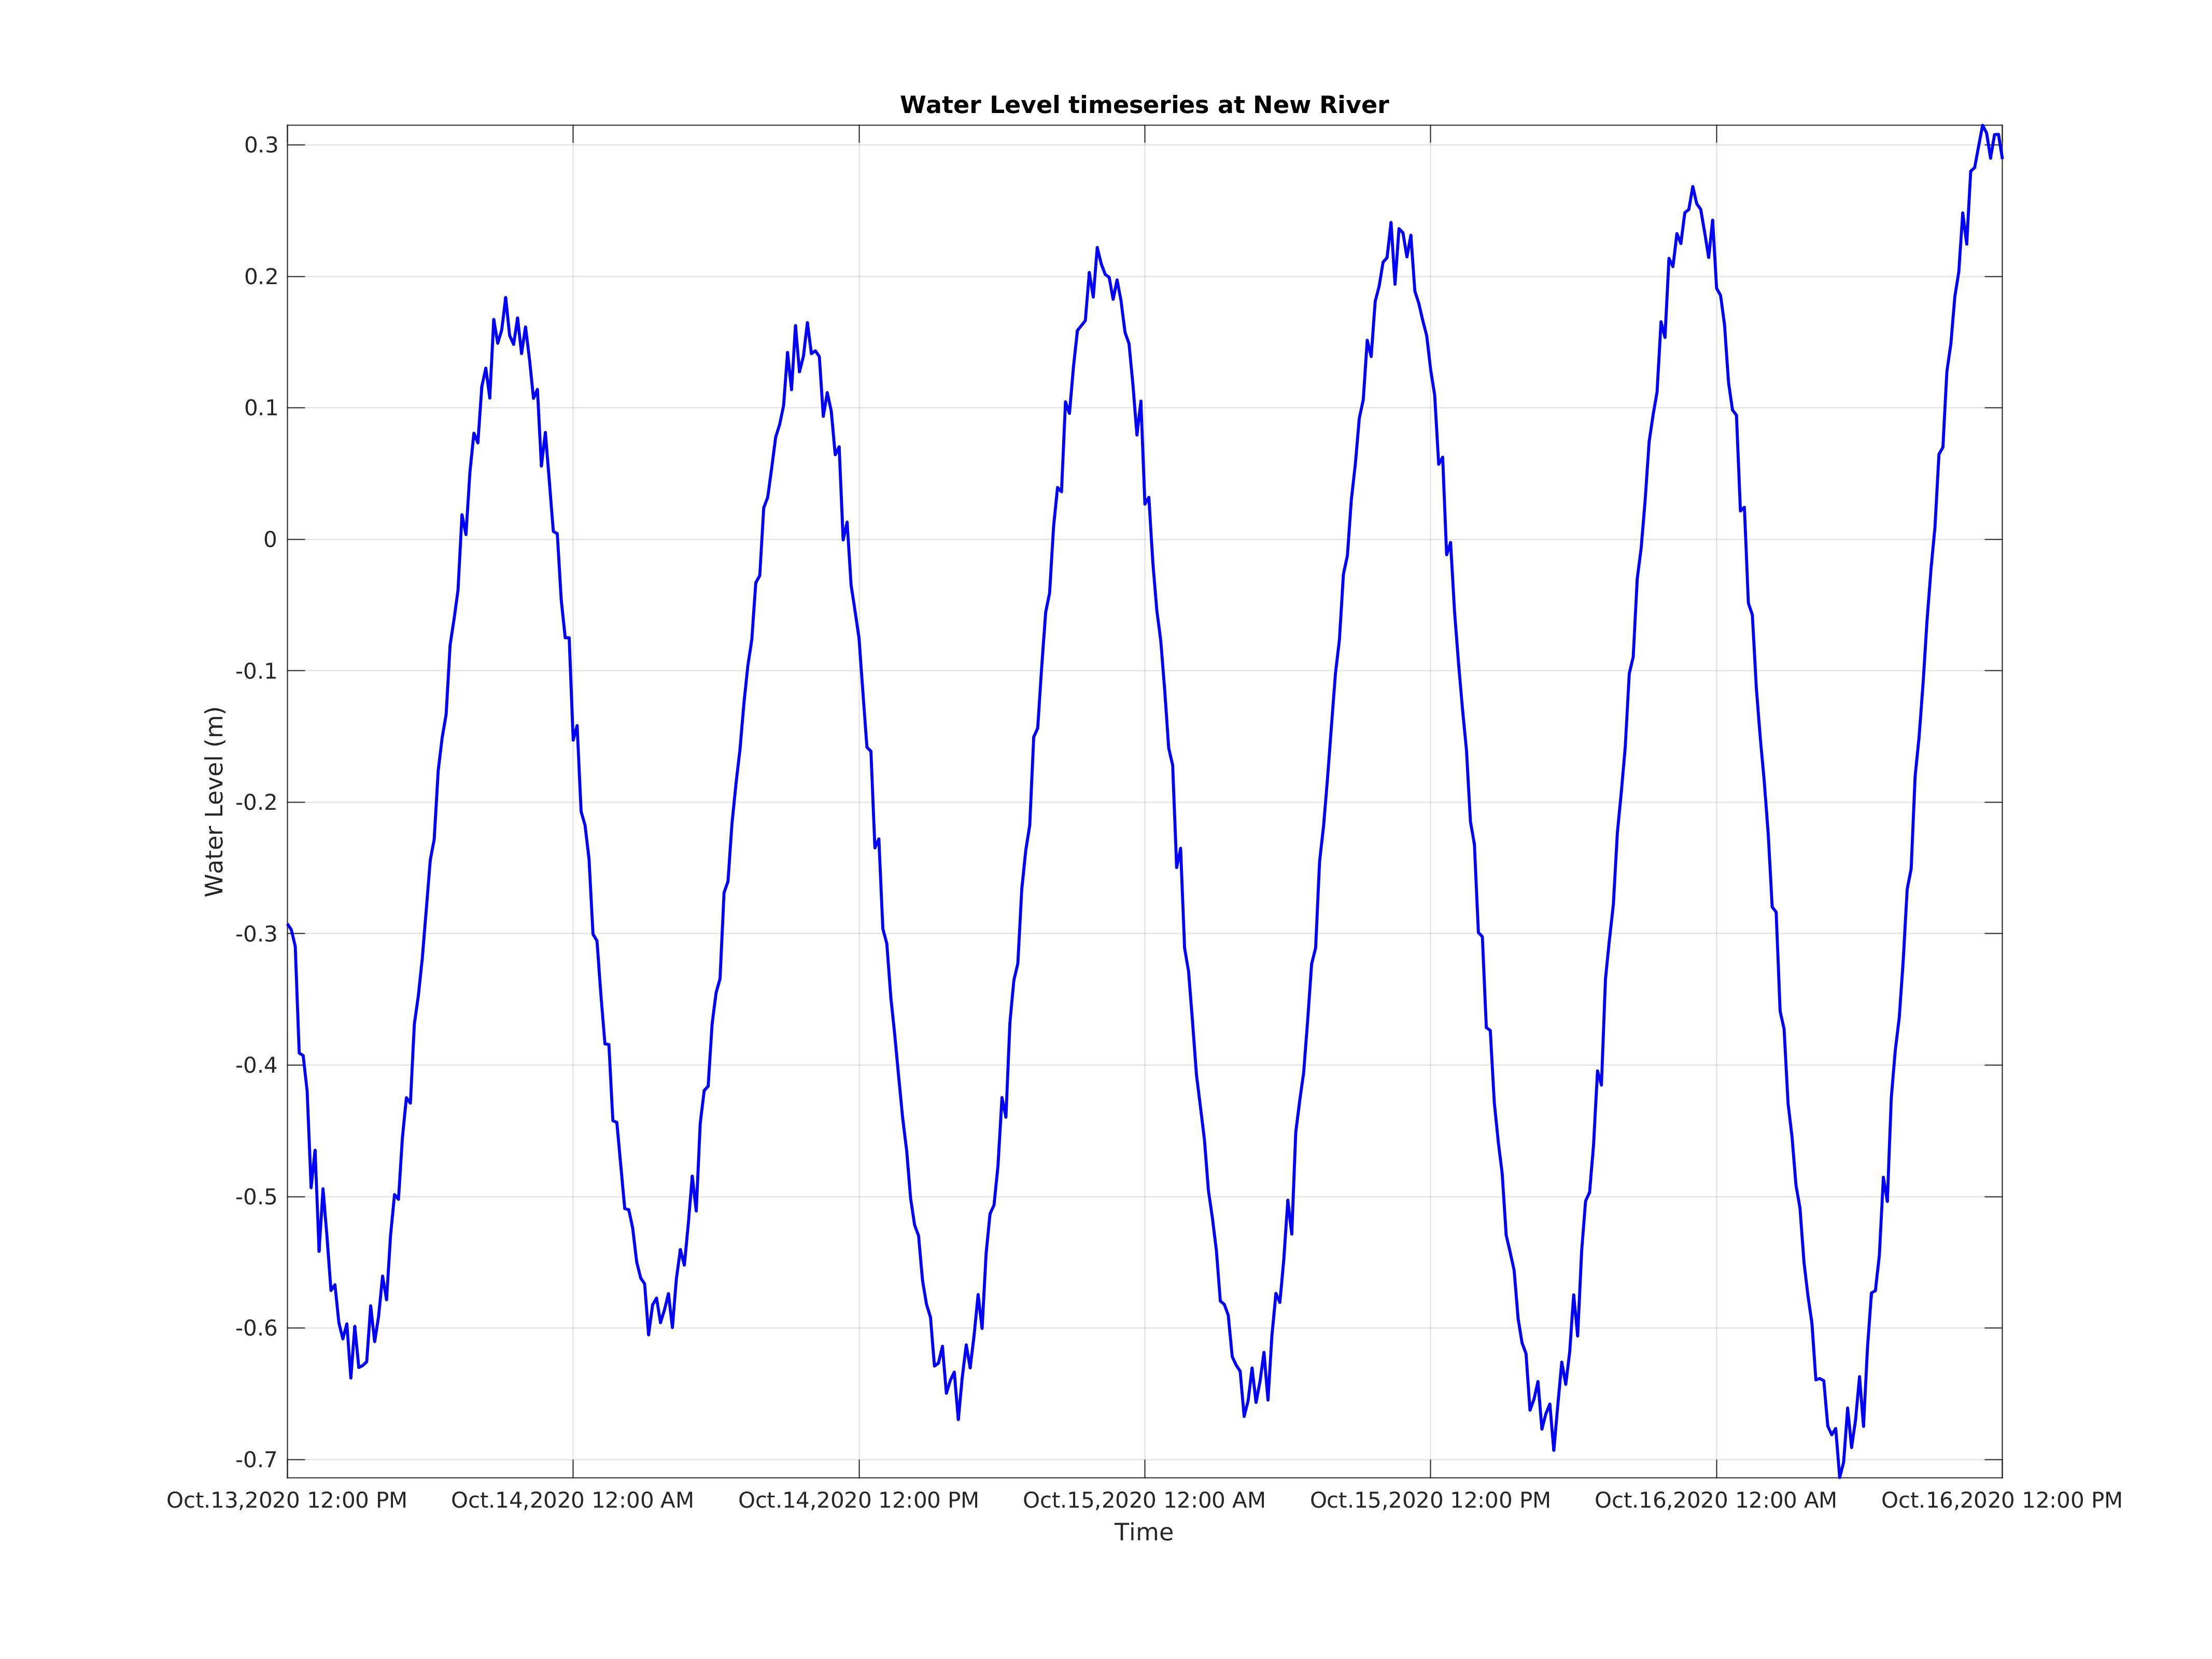 Water Level timeseries at New River
0.3
0.2
0.1
0
-0.1
-0.2
-0.3
-0.4
-0.5
-0.6
-0.7
Water Level (m)
Oct.13,2020 12:00 PM Oct.14,2020 12:00 AM Oct.14,2020 12:00 PM Oct.15,2020 12:00 AM Oct.15,2020 12:00 PM Oct.16,2020 12:00 AM Oct.16,2020 12:00 PM
Time